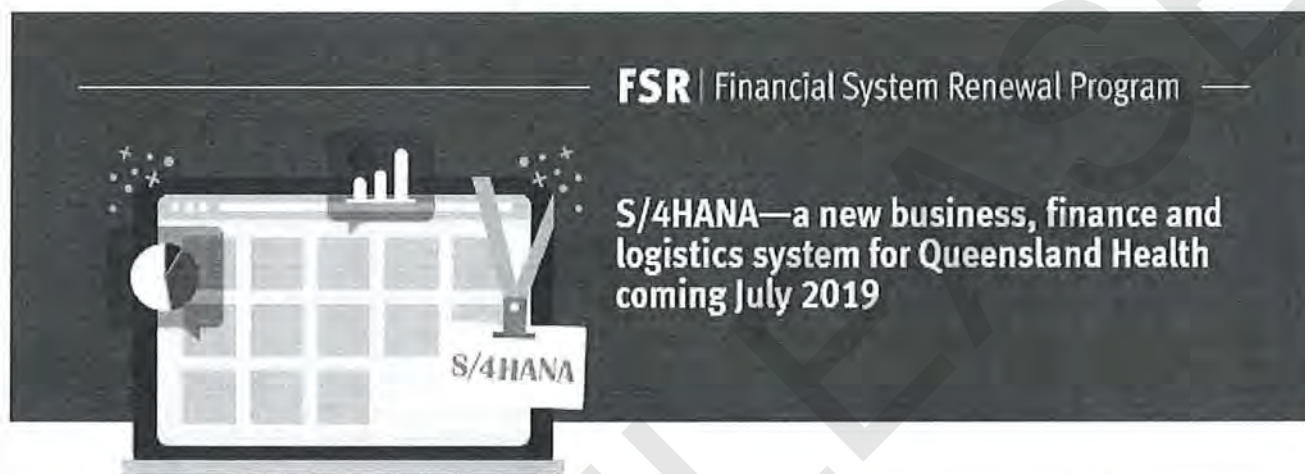 FSR | Financial System Renewal Program
S/4HANA—a new business, finance and
logistics system for Queensland Health
coming July 2019
S/4HANA